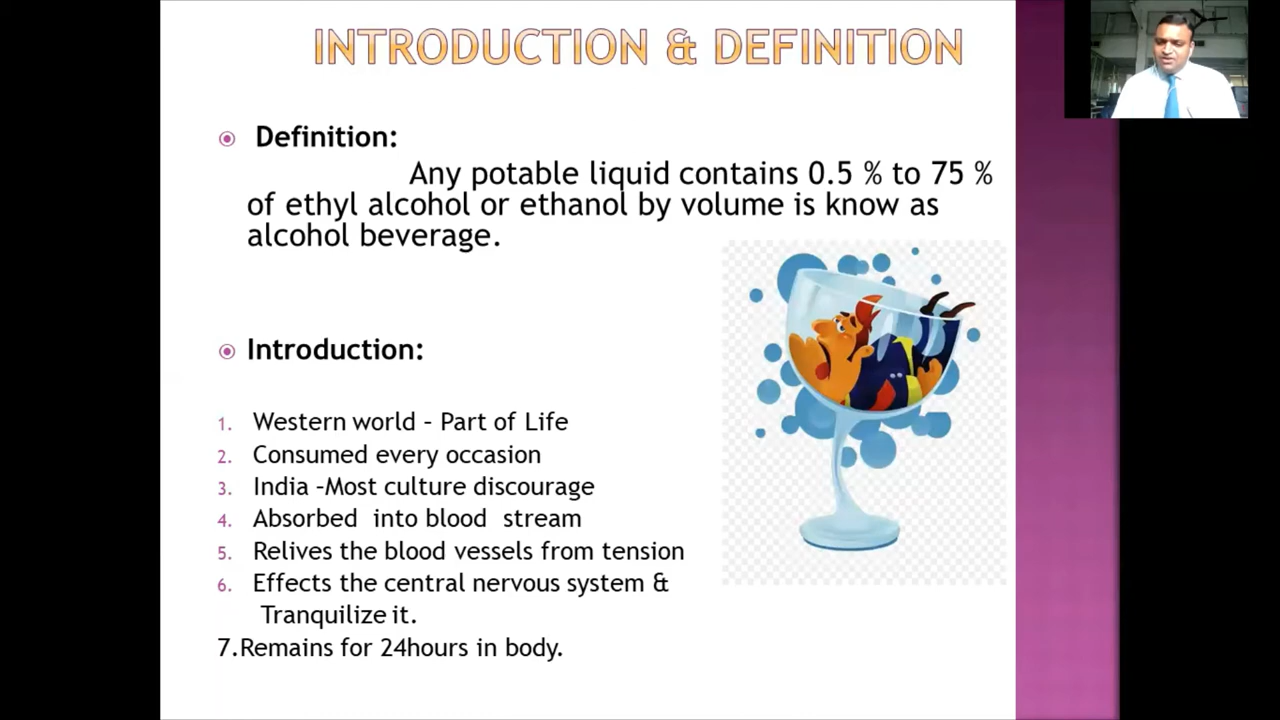 INTRODUCTION & DEFINITION
Definition:
Any potable liquid contains 0.5 % to 75 %
of ethyl alcohol or ethanol by volume is know as
alcohol beverage.
Introduction:
1. Western world – Part of Life
2. Consumed every occasion
3. India –Most culture discourage
4. Absorbed into blood stream
5. Relives the blood vessels from tension
6. Effects the central nervous system &
Tranquilize it.
7.Remains for 24hours in body.